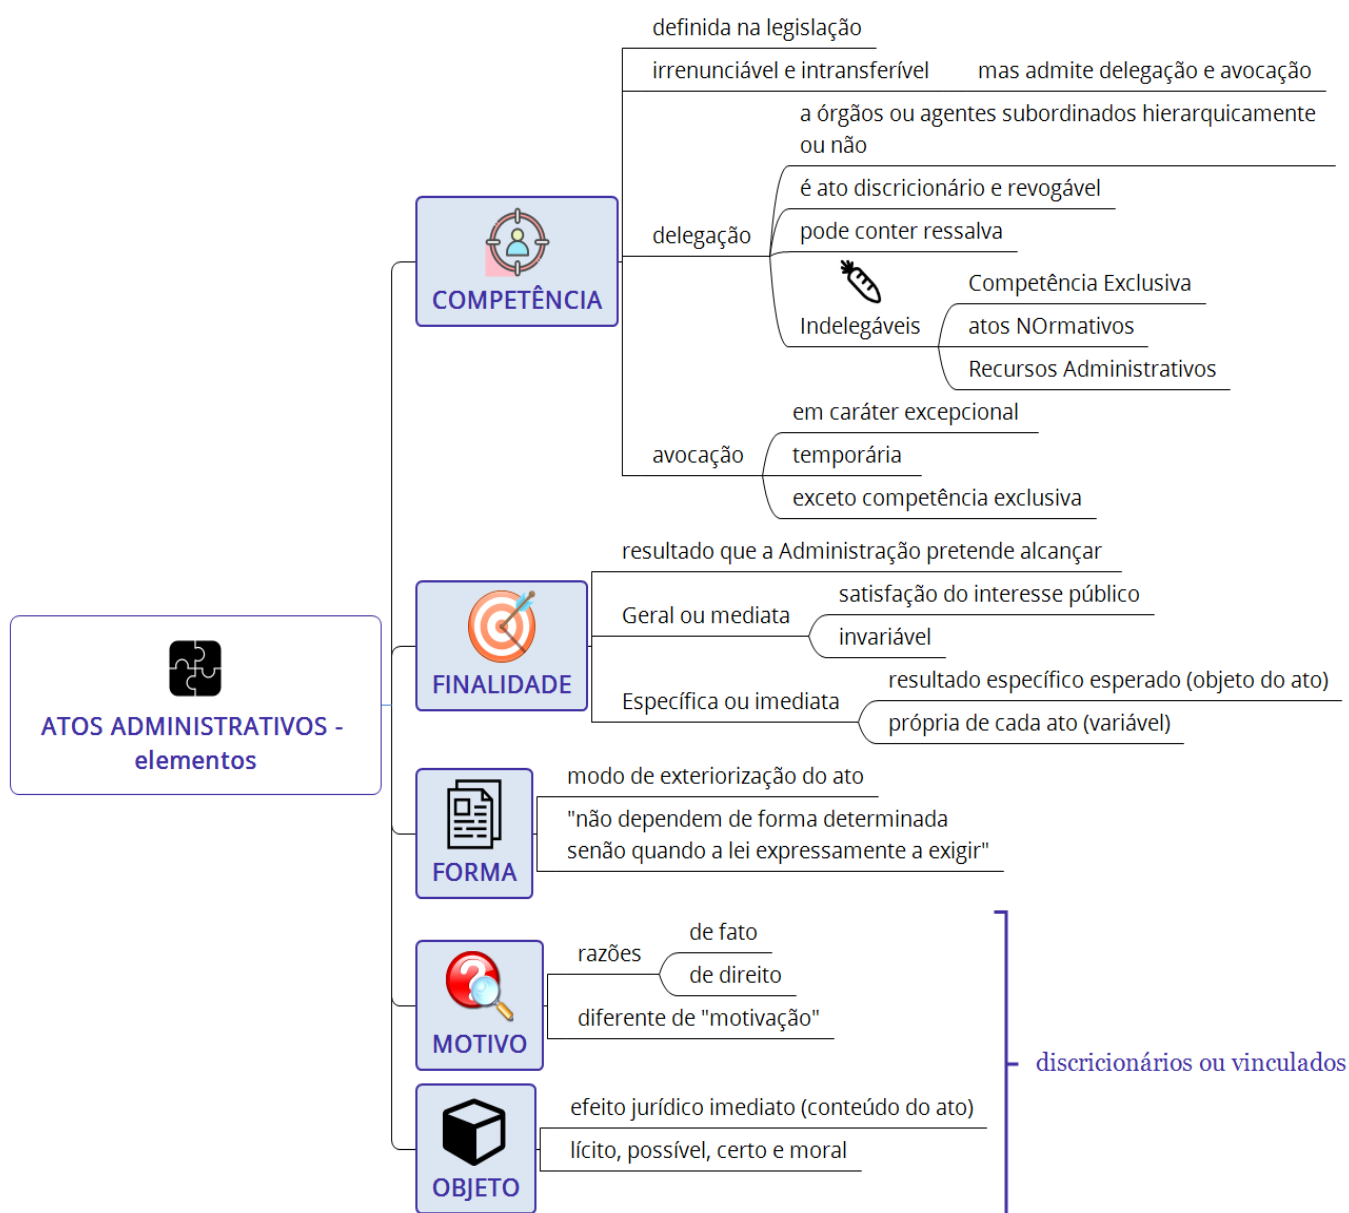 ATOS ADMINISTRATIVOS -
elementos
COMPETÊNCIA
definida na legislação
irrenunciável e intransferível
mas admite delegação e avocação
delegação
a órgãos ou agentes subordinados hierarquicamente
ou não
é ato discricionário e revogável
pode conter ressalva
Indelegáveis
Competência Exclusiva
atos NOrmativos
Recursos Administrativos
avocação
em caráter excepcional
temporária
exceto competência exclusiva
FINALIDADE
resultado que a Administração pretende alcançar
Geral ou mediata
satisfação do interesse público
invariável
Específica ou imediata
resultado específico esperado (objeto do ato)
própria de cada ato (variável)
FORMA
modo de exteriorização do ato
"não dependem de forma determinada
senão quando a lei expressamente a exigir"
MOTIVO
razões
de fato
de direito
diferente de "motivação"
OBJETO
efeito jurídico imediato (conteúdo do ato)
lícito, possível, certo e moral
discricionários ou vinculados